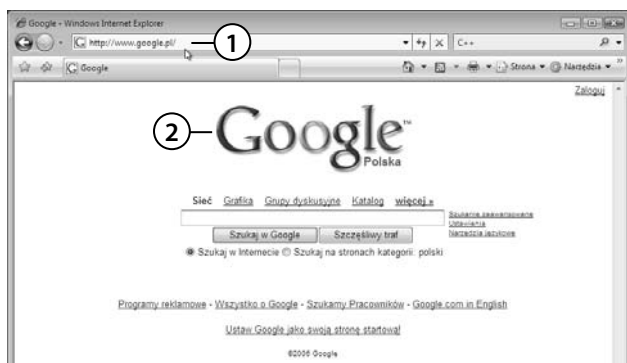 Google - Windows Internet Explorer
http://www.google.pl/ 1 C++
Google Strona Narzędzia »
Zaloguj
2 Google™
Polska
Sieć Grafika Grupy dyskusyjne Katalog więcej »
Szukanie zaawansowane
Ustawienia
Narzędzia językowe
Szukaj w Google Szczęśliwy traf
Szukaj w Internecie Szukaj na stronach kategorii: polski
Programy reklamowe - Wszystko o Google - Szukamy Pracowników - Google.com in English
Ustaw Google jako swoją stronę startową!
©2006 Google